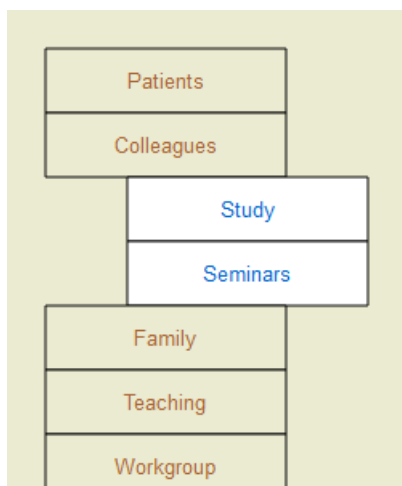 Patients
Colleagues
Study
Seminars
Family
Teaching
Workgroup